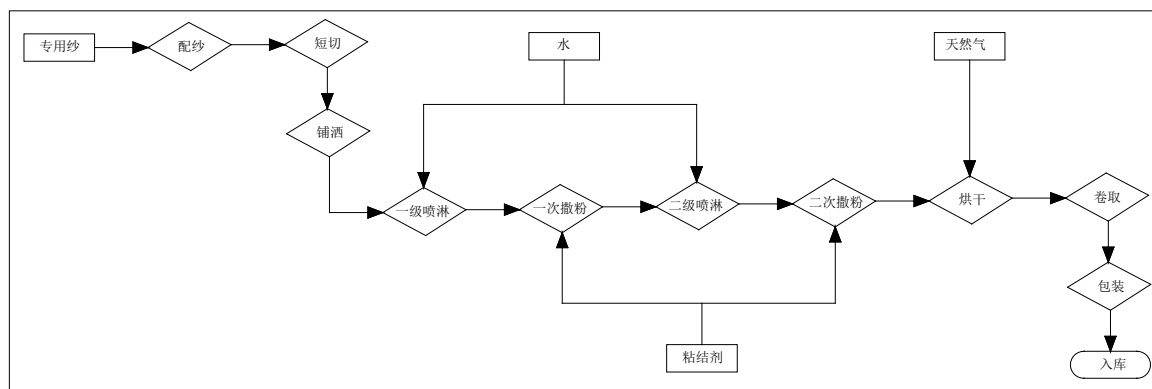 专用纱
配纱
短切
水
天然气
铺洒
一级喷淋
一次撒粉
二级喷淋
二次撒粉
烘干
卷取
包装
粘结剂
入库